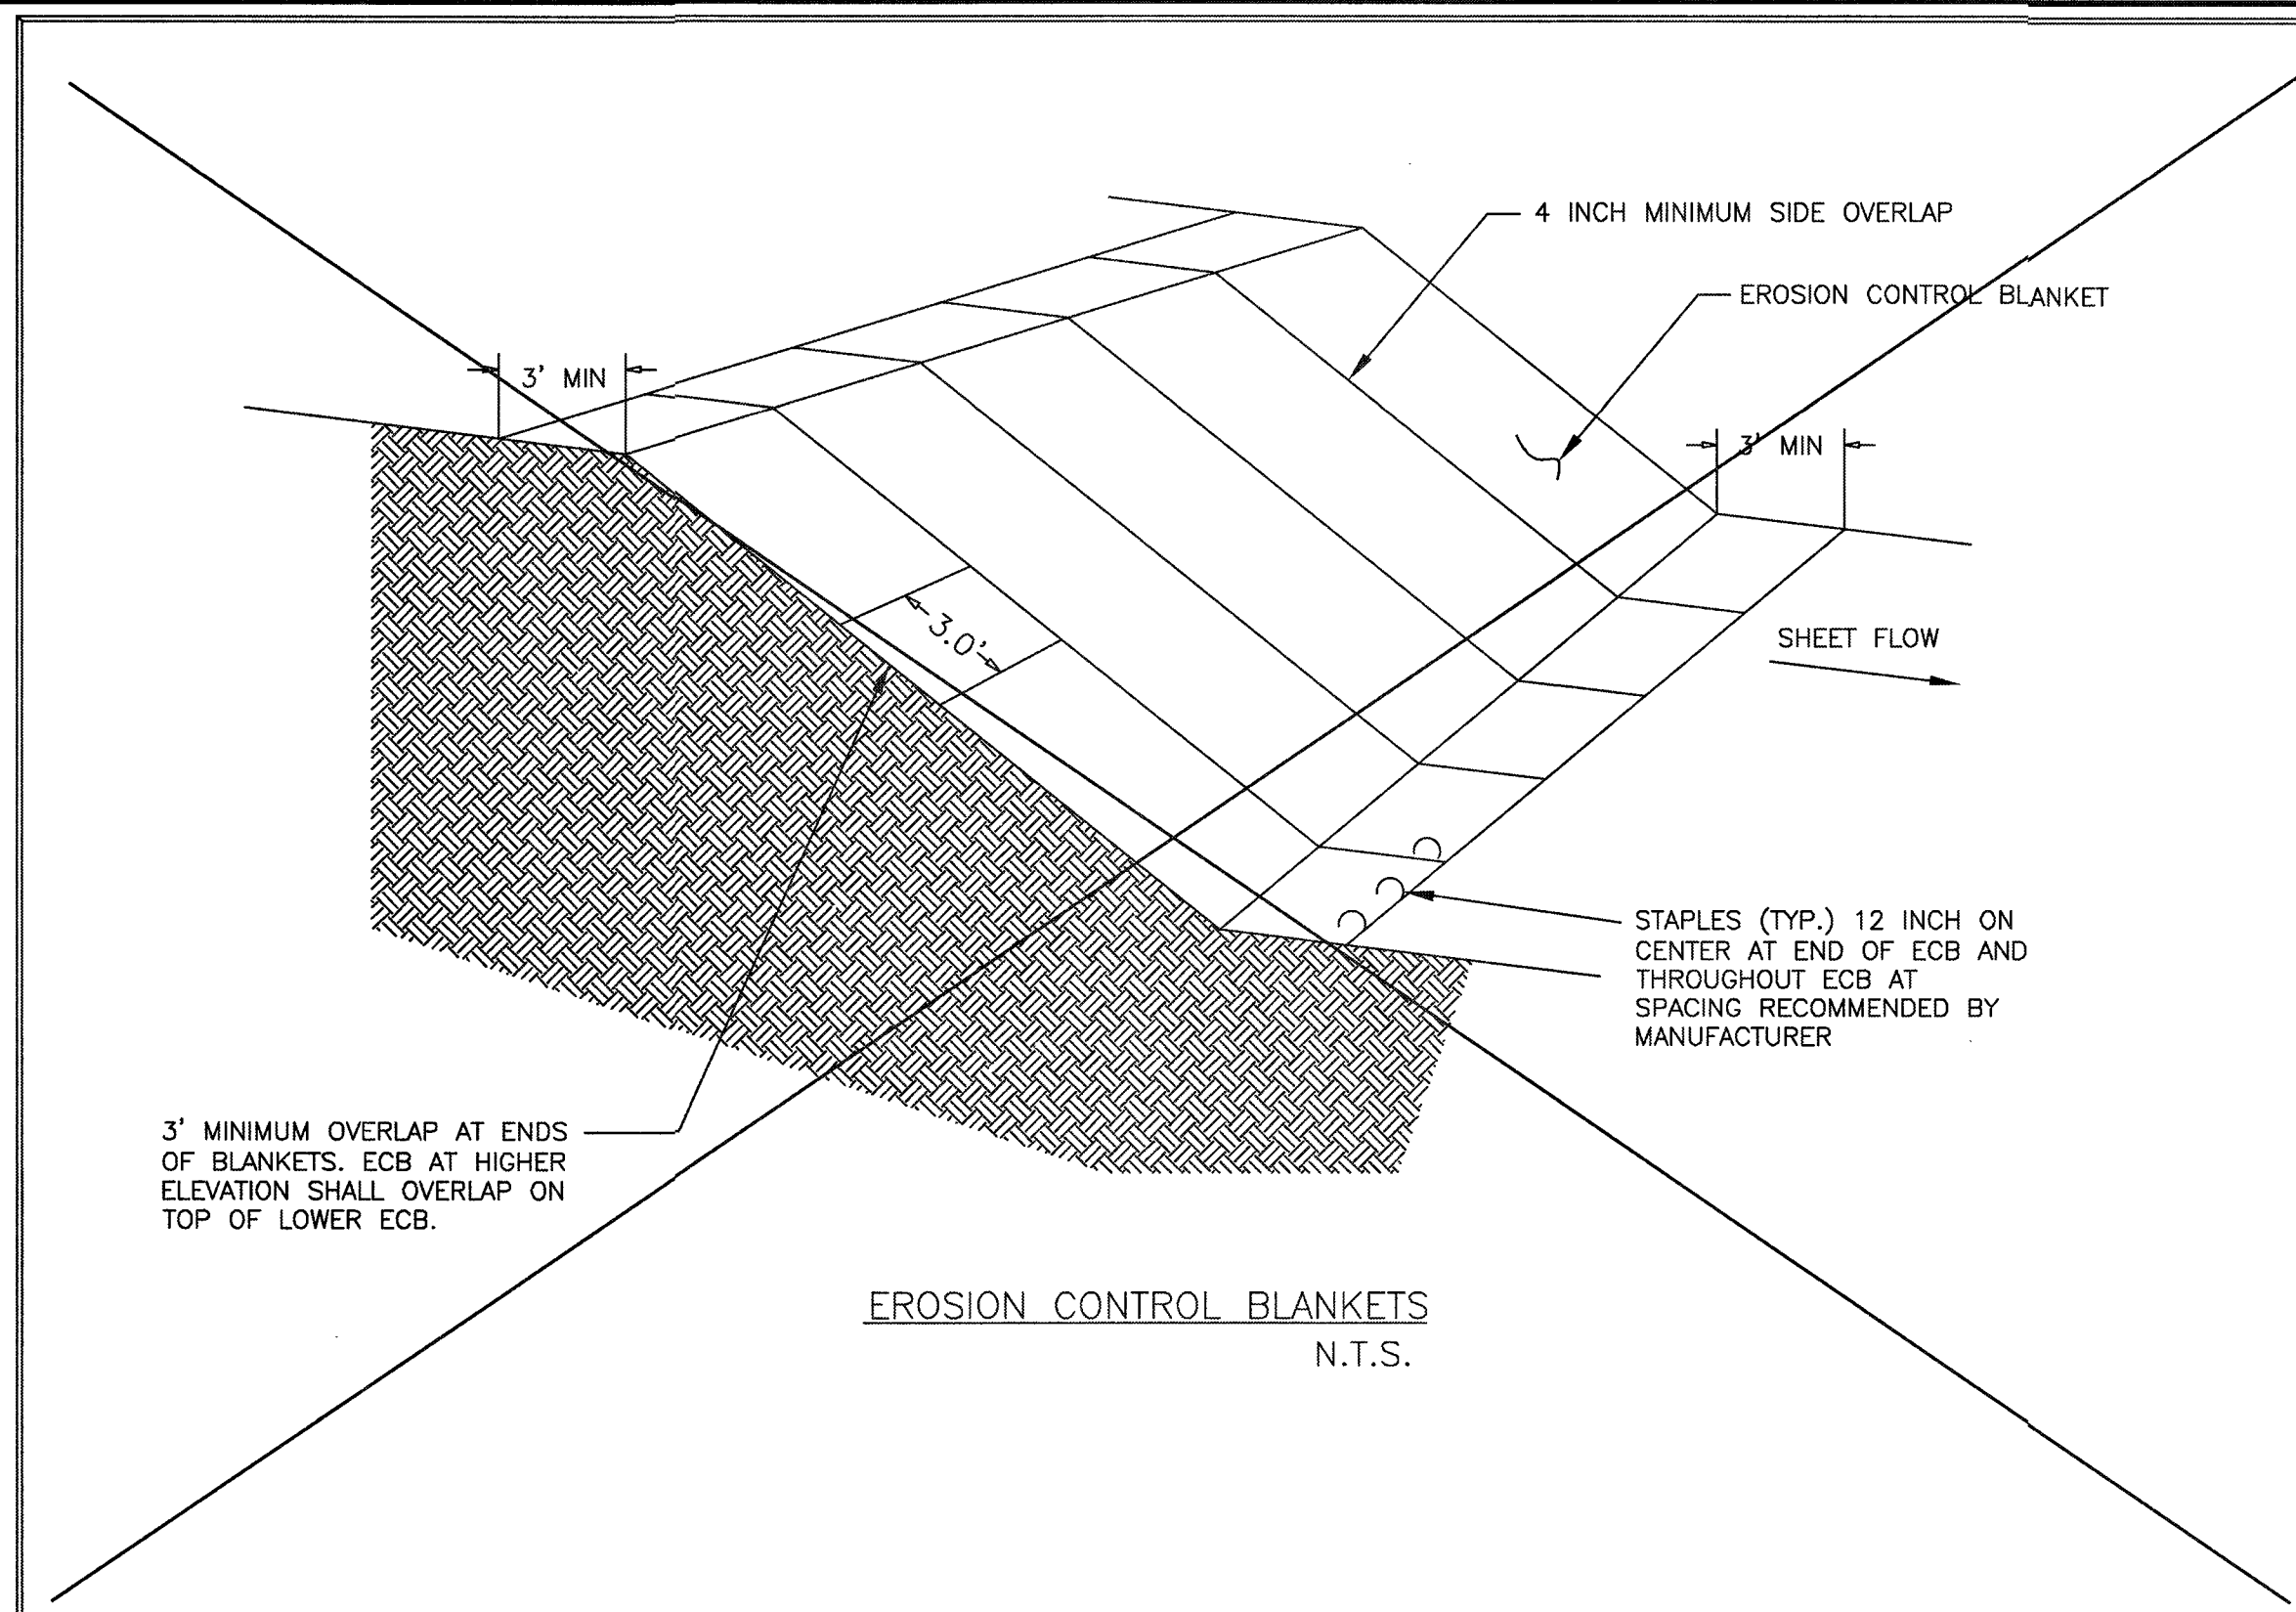 4 INCH MINIMUM SIDE OVERLAP
EROSION CONTROL BLANKET
3' MIN
3' MIN
3.0'
SHEET FLOW
STAPLES (TYP.) 12 INCH ON
CENTER AT END OF ECB AND
THROUGHOUT ECB AT
SPACING RECOMMENDED BY
MANUFACTURER
3' MINIMUM OVERLAP AT ENDS
OF BLANKETS. ECB AT HIGHER
ELEVATION SHALL OVERLAP ON
TOP OF LOWER ECB.
EROSION CONTROL BLANKETS
N.T.S.